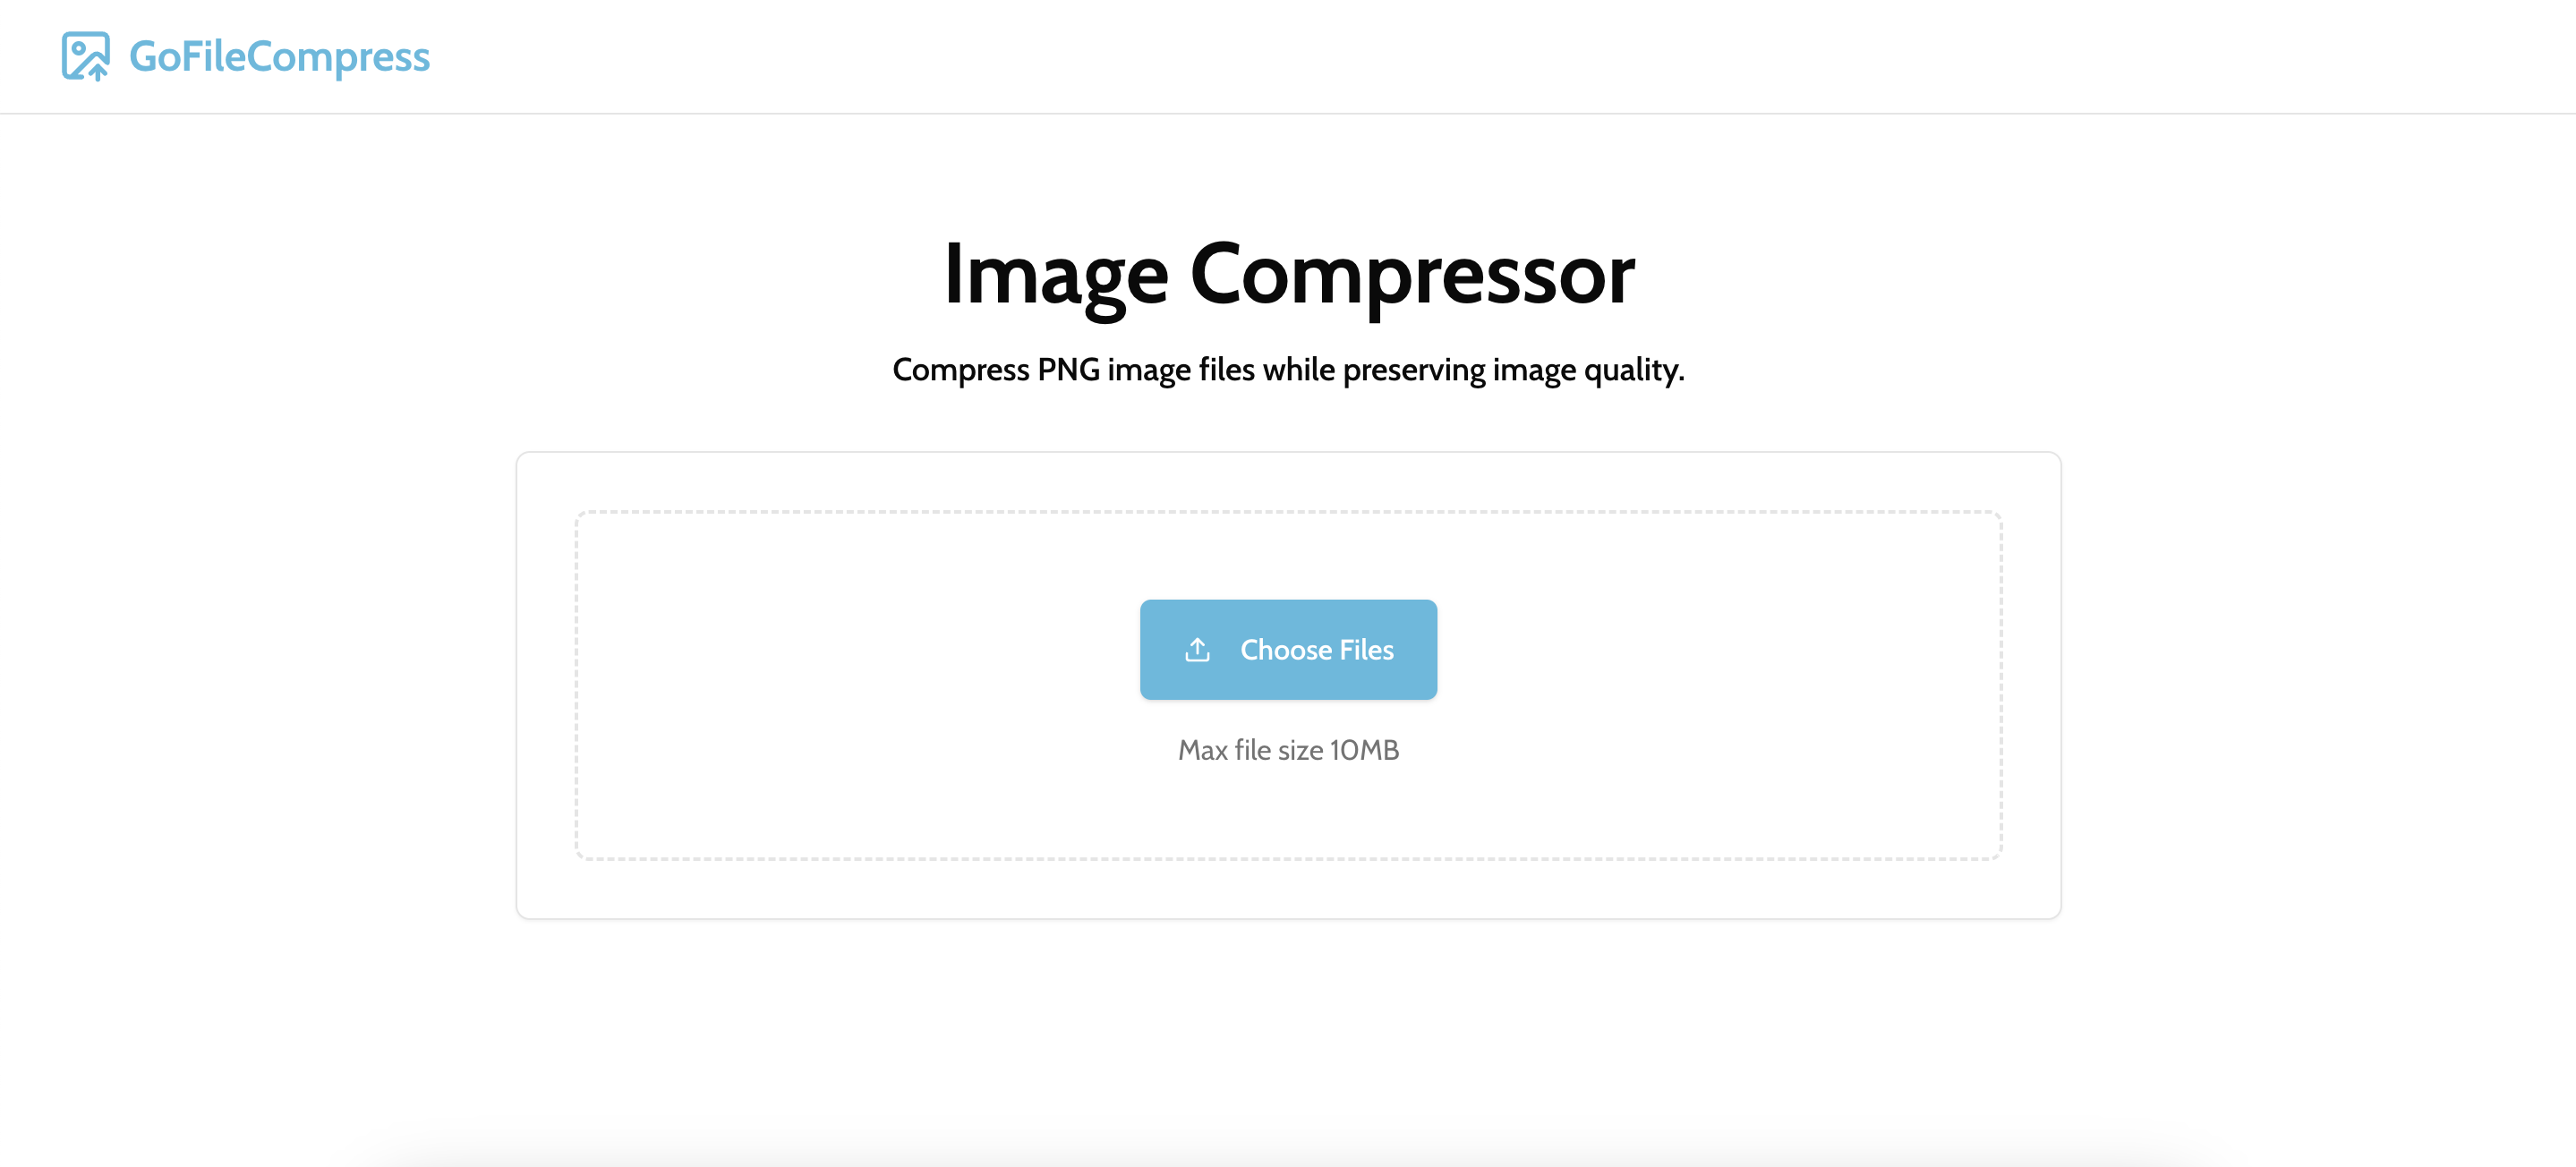 GoFileCompress
Image Compressor
Compress PNG image files while preserving image quality.
Choose Files
Max file size 10MB